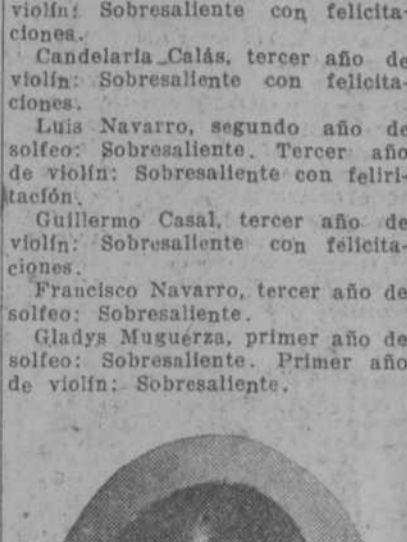 violín: Sobresaliente con felicita-
ciones.
Candelaria Calás, tercer año de
violín: Sobresaliente con felicita-
ciones.
Luis Navarro, segundo año de
solfeo: Sobresaliente. Tercer año
de violín: Sobresaliente con feliri-
tación.
Guillermo Casal, tercer año de
violín: Sobresaliente con felicita-
ciones.
Francisco Navarro, tercer año de
solfeo: Sobresaliente.
Gladys Muguerza, primer año de
solfeo: Sobresaliente. Primer año
de violín: Sobresaliente.